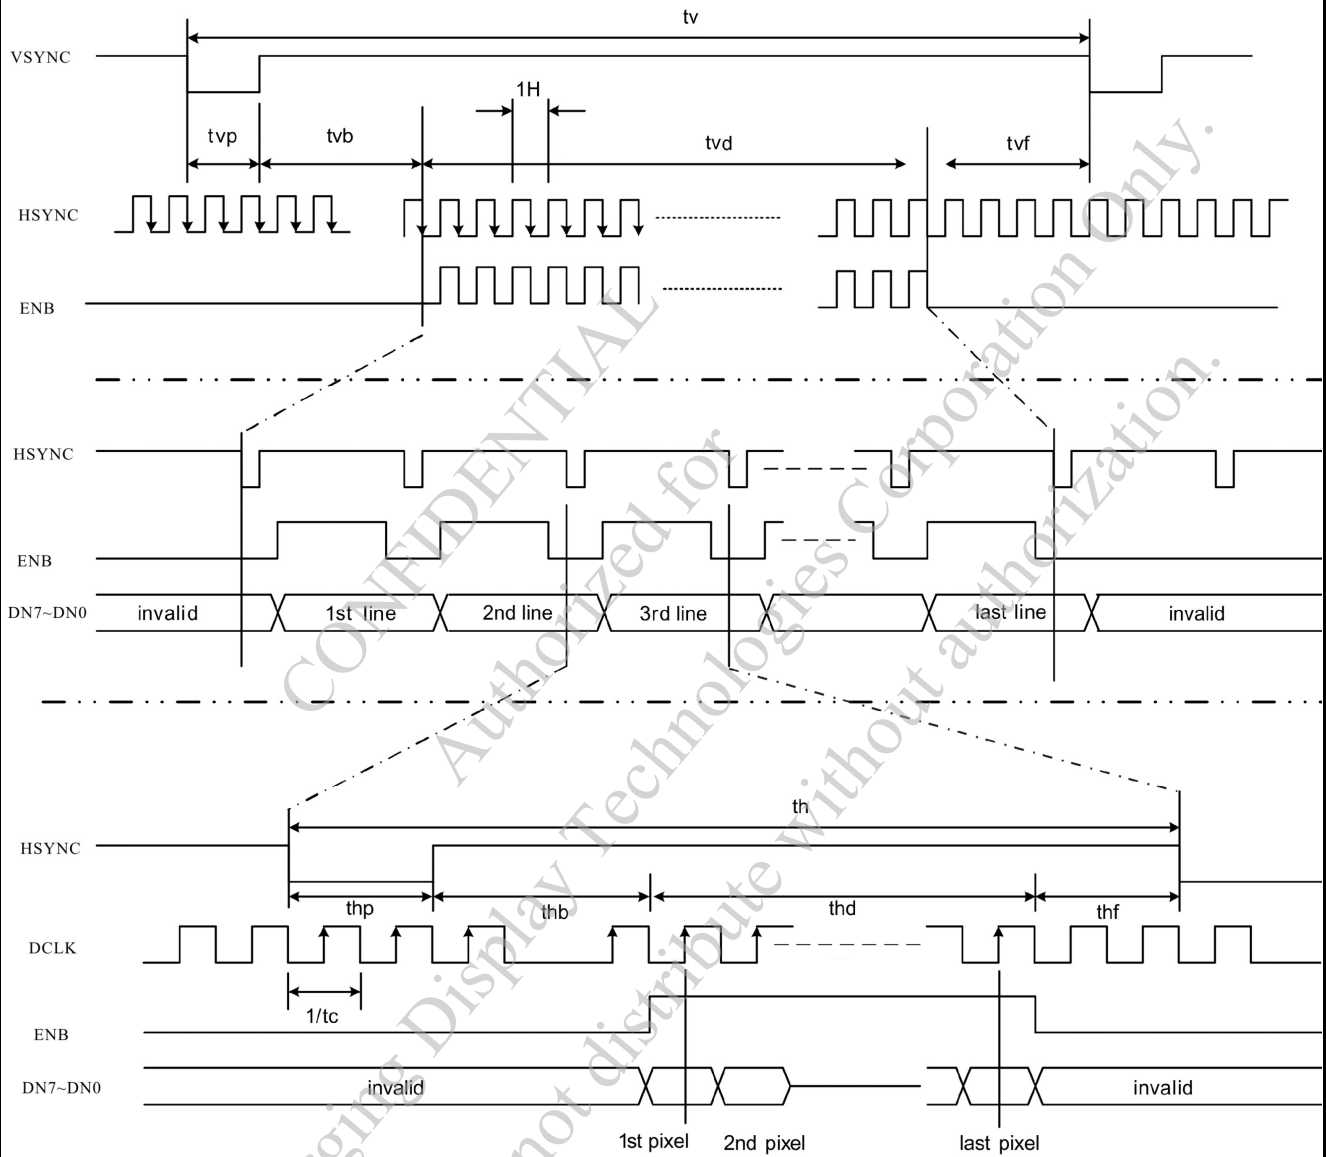 tv
VSYNC
1H
tvp
tvb
tvd
tvf
HSYNC
ENB
HSYNC
ENB
DN7~DN0
invalid
1st line
2nd line
3rd line
last line
invalid
th
HSYNC
thp
thb
thd
thf
DCLK
1/tc
ENB
DN7~DN0
invalid
invalid
1st pixel
2nd pixel
last pixel
CONFIDENTIAL
Authorized for
Display Technologies Corporation Only.
not distribute without authorization.